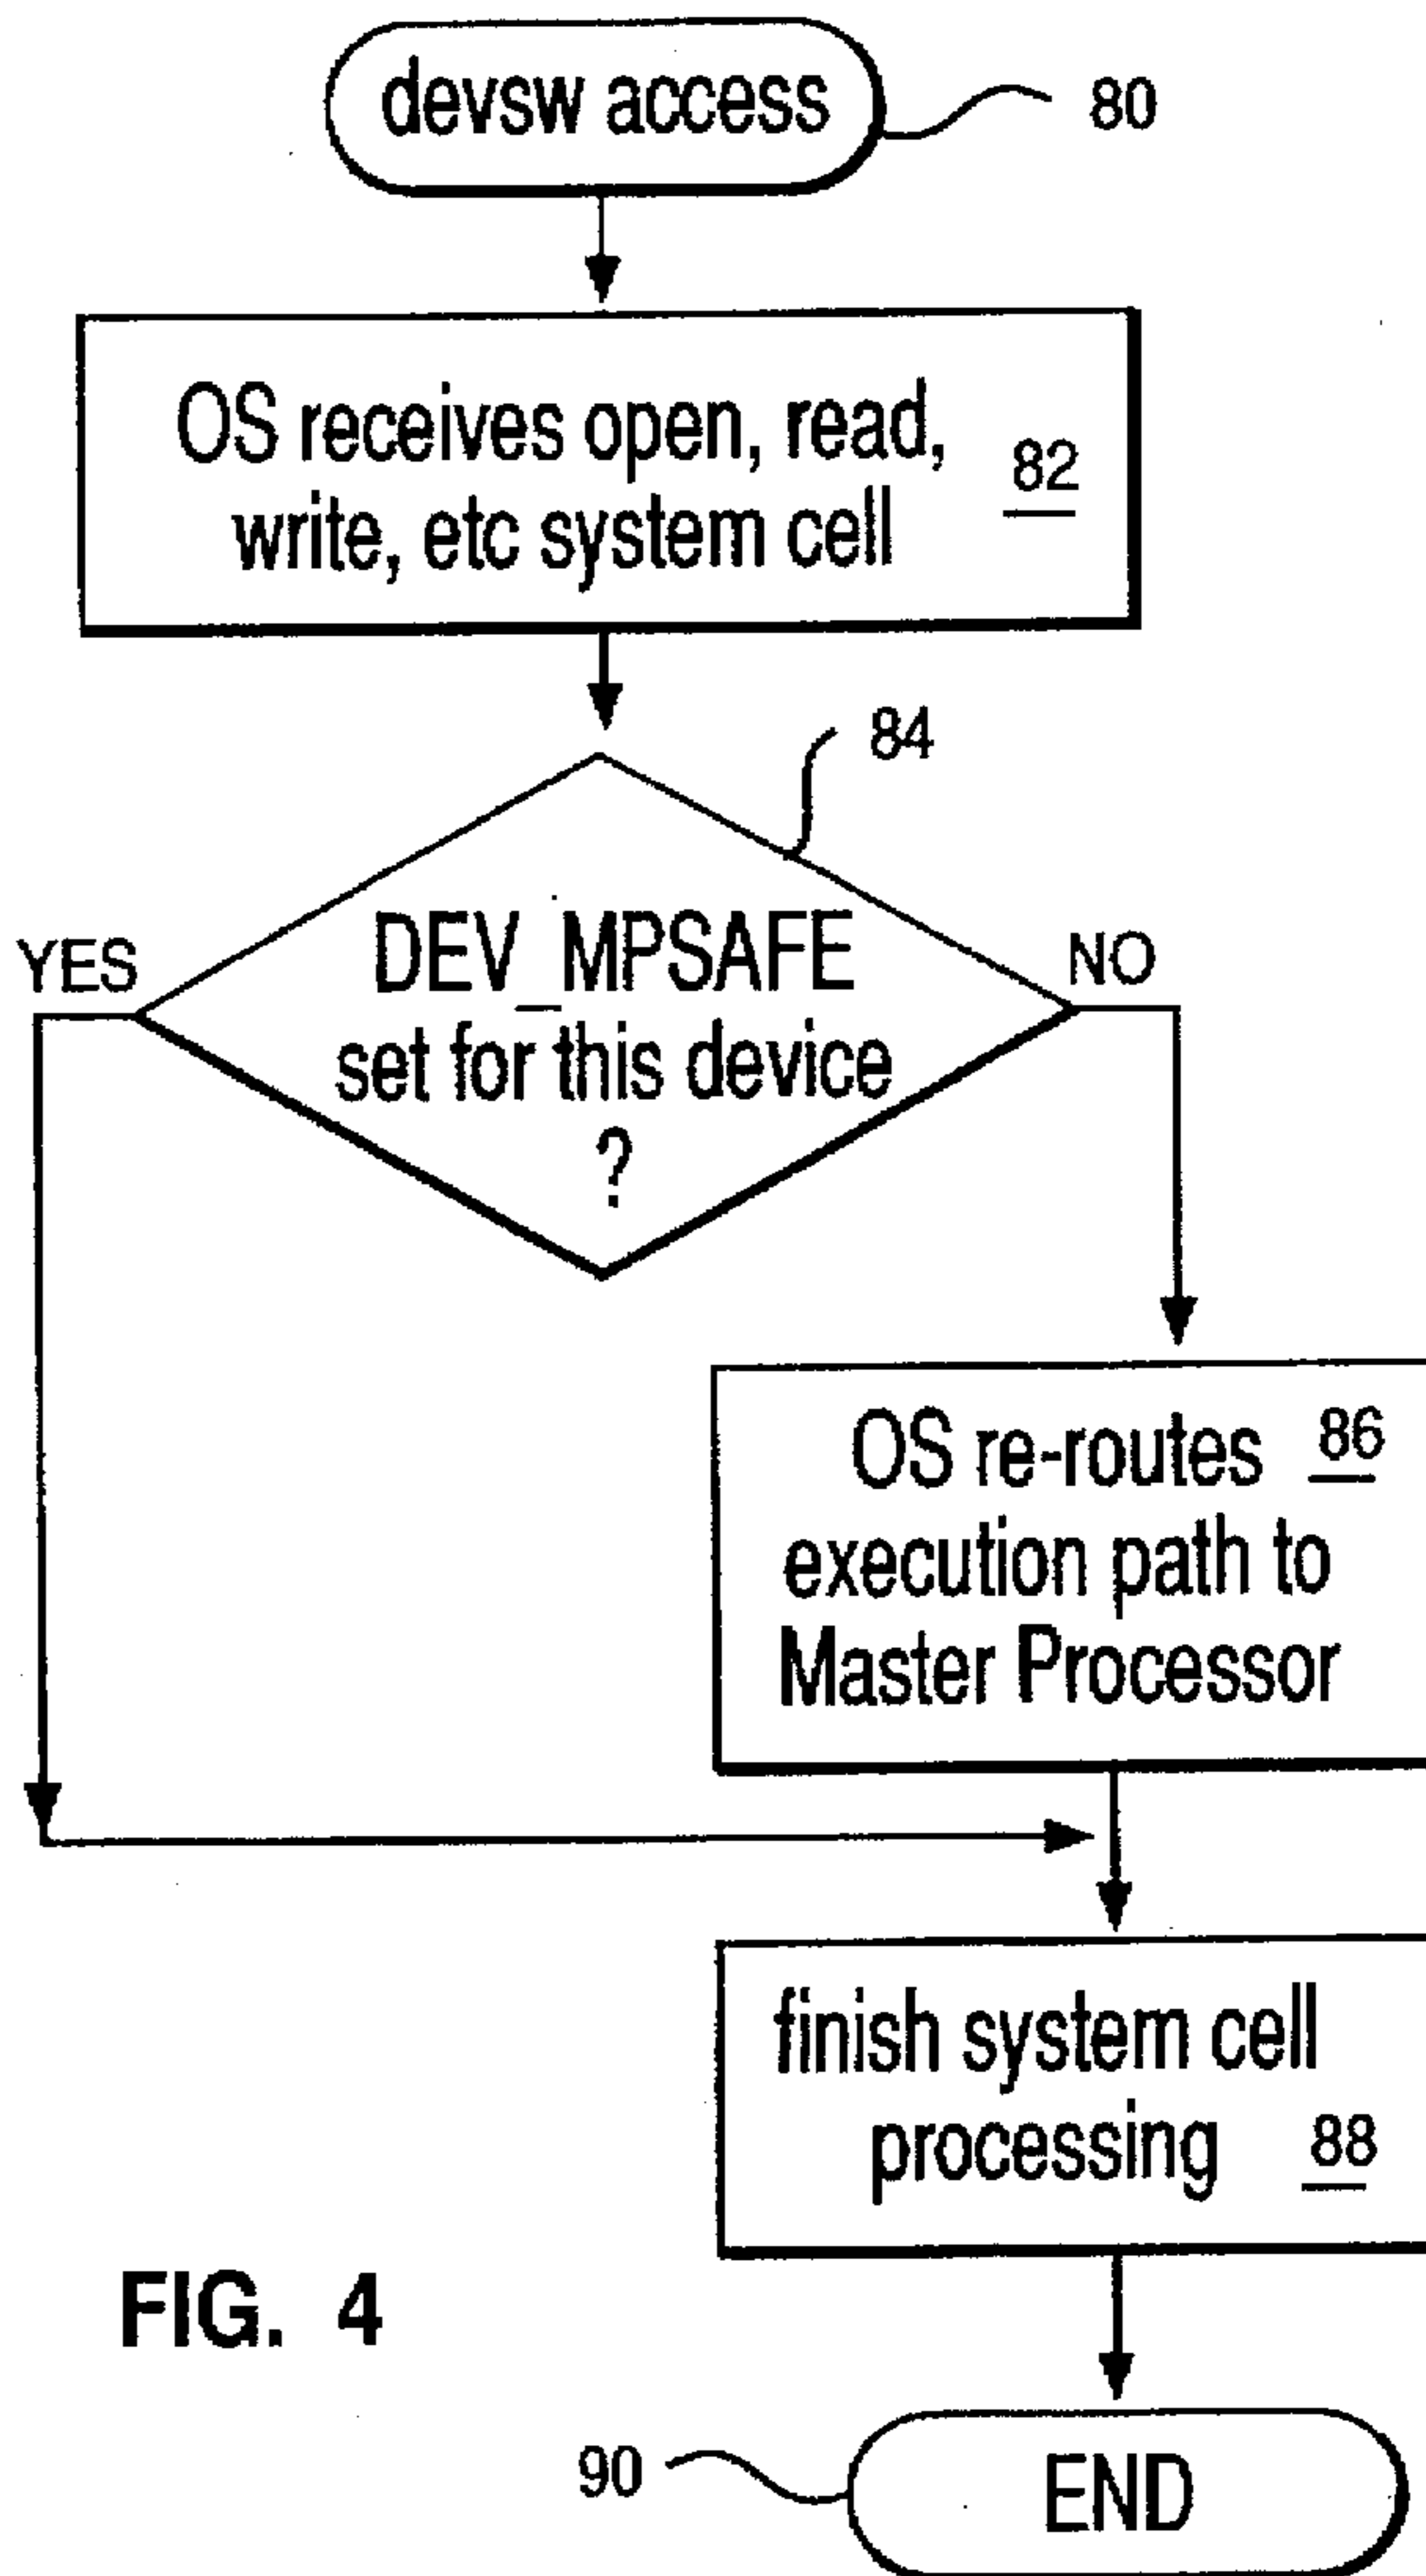 devsw access
80
OS receives open, read,
write, etc system cell
82
84
YES
DEV_MPSAFE
set for this device
?
NO
OS re-routes
86
execution path to
Master Processor
finish system cell
processing
88
FIG. 4
90
END